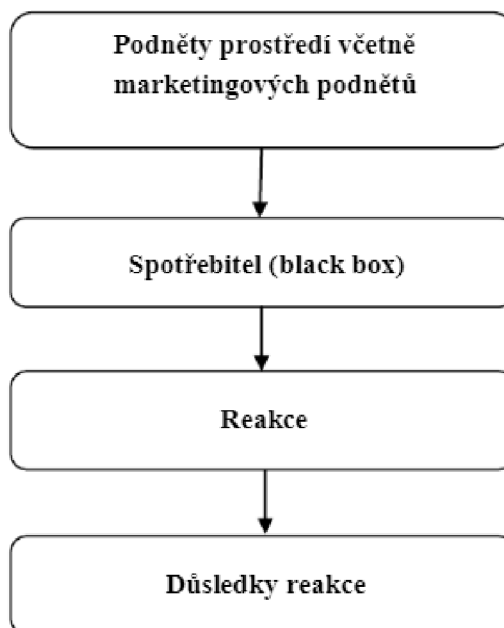 Podněty prostředí včetně
marketingových podnětů
Spotřebitel (black box)
Reakce
Důsledky reakce